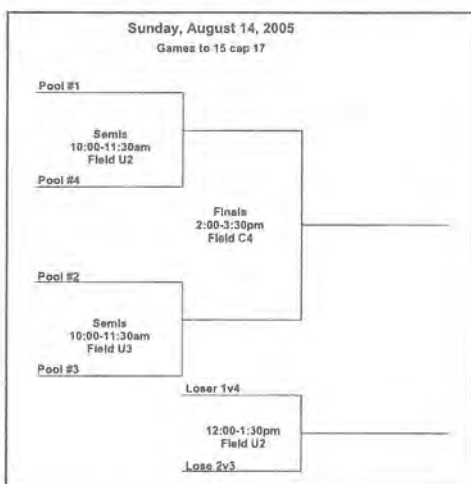 Sunday, August 14, 2005
Games to 15 cap 17
Pool #1
Semis
10:00-11:30am
Field U2
Pool #4
Finals
2:00-3:30pm
Field C4
Pool #2
Semis
10:00-11:30am
Field U3
Pool #3
Loser 1v4
12:00-1:30pm
Field U2
Lose 2v3